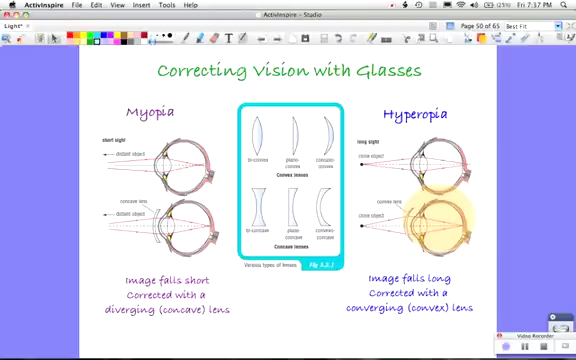 ActivInspire File Edit View Insert Tools Help
(25%) Fri 7:37 PM
ActivInspire - Studio
Light*
Page 50 of 65 Best Fit
Correcting Vision with Glasses
Myopia
short sight
distant object
concave lens
distant object
Image falls short
Corrected with a
diverging (concave) lens
bi-convex
plano-
convex
concavo-
convex
Convex lenses
bi-concave
plano
concave
convexo-
concave
Concave lenses
Various types of lenses
Hyperopia
long sight
close object
convex lens
close object
Image falls long
Corrected with a
converging (convex) lens
Video Recorder